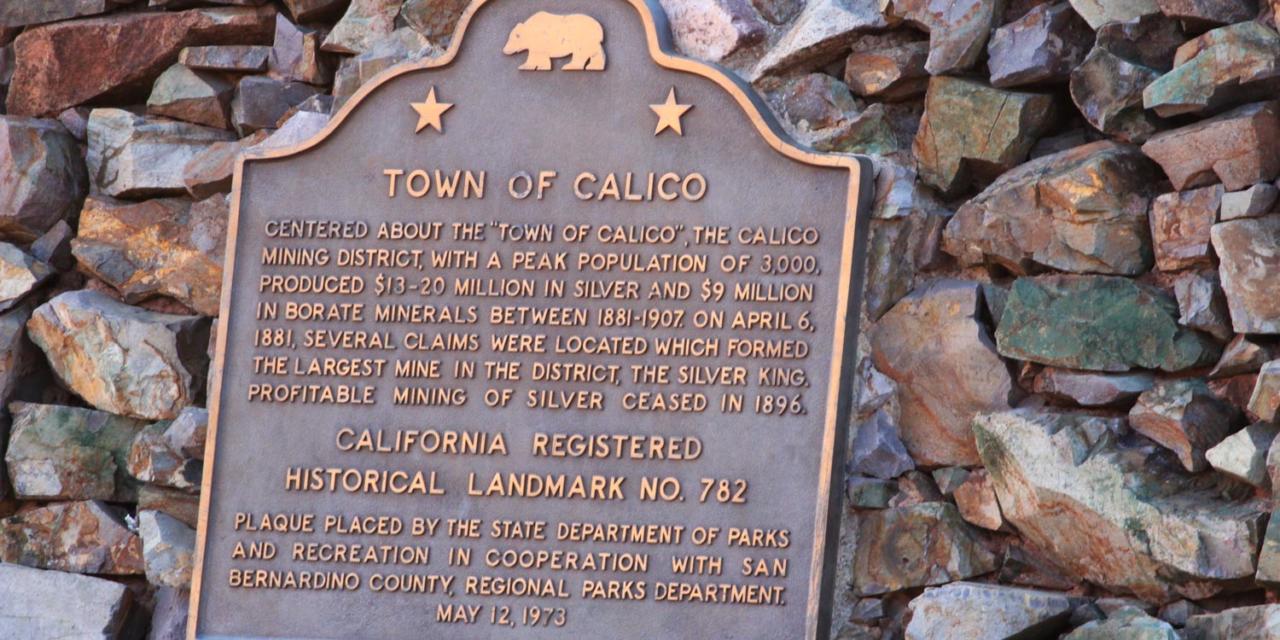 TOWN OF CALICO
CENTERED ABOUT THE "TOWN OF CALICO", THE CALICO
MINING DISTRICT, WITH A PEAK POPULATION OF 3,000,
PRODUCED $13-20 MILLION IN SILVER AND $9 MILLION
IN BORATE MINERALS BETWEEN 1881-1907. ON APRIL 6,
1881, SEVERAL CLAIMS WERE LOCATED WHICH FORMED
THE LARGEST MINE IN THE DISTRICT, THE SILVER KING.
PROFITABLE MINING OF SILVER CEASED IN 1896.
CALIFORNIA REGISTERED
HISTORICAL LANDMARK NO. 782
PLAQUE PLACED BY THE STATE DEPARTMENT OF PARKS
AND RECREATION IN COOPERATION WITH SAN
BERNARDINO COUNTY, REGIONAL PARKS DEPARTMENT.
MAY 12, 1973